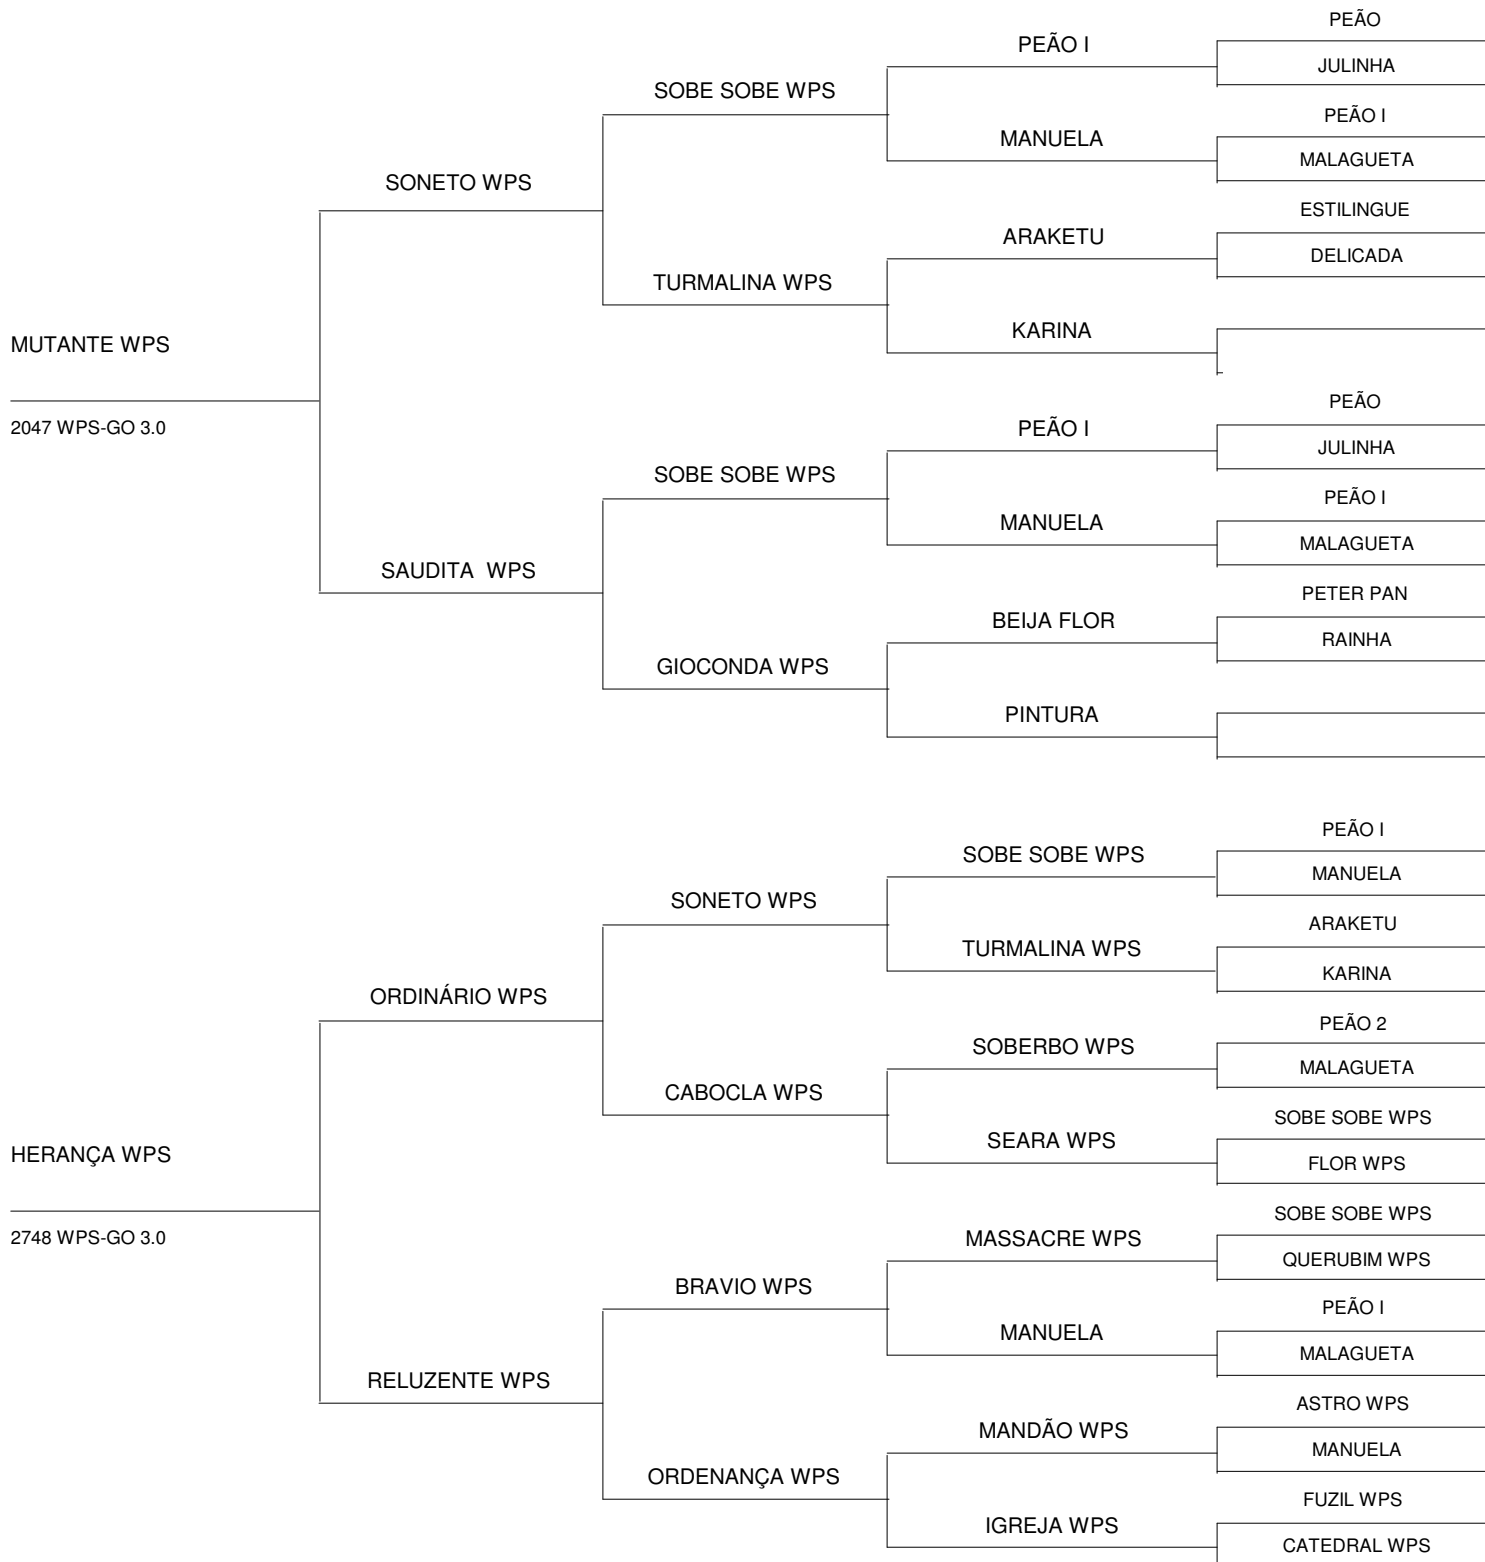 PEÃO
PEÃO I
JULINHA
SOBE SOBE WPS
PEÃO I
MANUELA
MALAGUETA
SONETO WPS
ESTILINGUE
ARAKETU
DELICADA
TURMALINA WPS
KARINA
MUTANTE WPS
PEÃO
2047 WPS-GO 3.0
PEÃO I
JULINHA
SOBE SOBE WPS
PEÃO I
MANUELA
MALAGUETA
SAUDITA WPS
PETER PAN
BEIJA FLOR
RAINHA
GIOCONDA WPS
PINTURA
PEÃO I
SOBE SOBE WPS
MANUELA
SONETO WPS
ARAKETU
TURMALINA WPS
KARINA
ORDINÁRIO WPS
PEÃO 2
SOBERBO WPS
MALAGUETA
CABOCLA WPS
SOBE SOBE WPS
SEARA WPS
HERANÇA WPS
FLOR WPS
SOBE SOBE WPS
2748 WPS-GO 3.0
MASSACRE WPS
QUERUBIM WPS
BRAVIO WPS
PEÃO I
MANUELA
MALAGUETA
RELUZENTE WPS
ASTRO WPS
MANDÃO WPS
MANUELA
ORDENANÇA WPS
FUZIL WPS
IGREJA WPS
CATEDRAL WPS